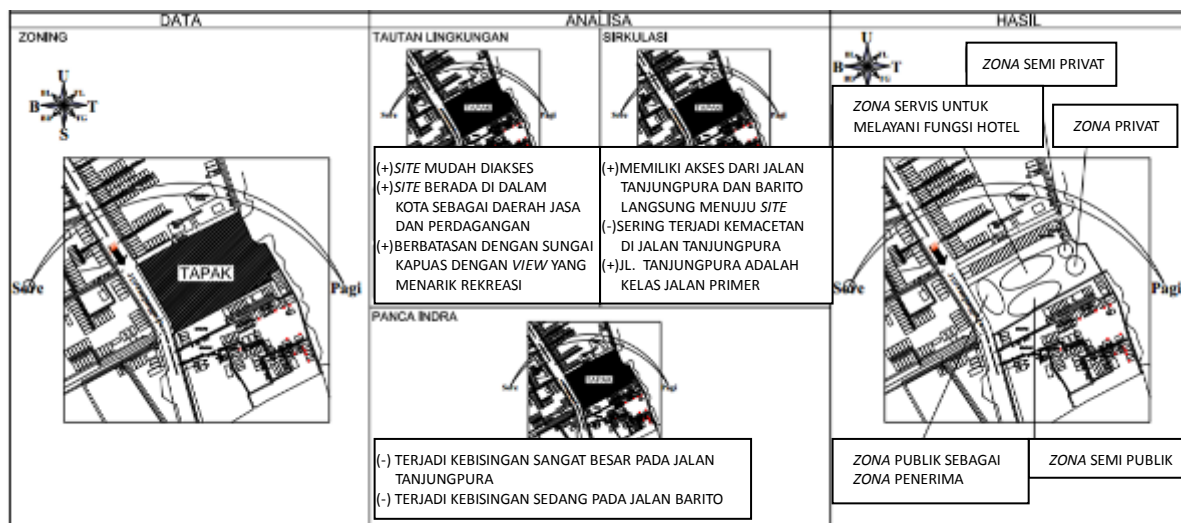 DATA
ANALISA
HASIL
ZONING
U
BL TL
B T
BD TG
S
Sore
TAPAK
Pagi
TAUTAN LINGKUNGAN
TAPAK
Sore
(+)SITE MUDAH DIAKSES
(+)SITE BERADA DI DALAM
KOTA SEBAGAI DAERAH JASA
DAN PERDAGANGAN
(+)BERBATASAN DENGAN SUNGAI
KAPUAS DENGAN VIEW YANG
MENARIK REKREASI
SIRKULASI
TAPAK
Pagi
(+)MEMILIKI AKSES DARI JALAN
TANJUNGPURA DAN BARITO
LANGSUNG MENUJU SITE
(-)SERING TERJADI KEMACETAN
DI JALAN TANJUNGPURA
(+)JL. TANJUNGPURA ADALAH
KELAS JALAN PRIMER
PANCA INDRA
Sore
TAPAK
Pagi
(-) TERJADI KEBISINGAN SANGAT BESAR PADA JALAN
TANJUNGPURA
(-) TERJADI KEBISINGAN SEDANG PADA JALAN BARITO
U
B T
ZONA SEMI PRIVAT
ZONA SERVIS UNTUK
MELAYANI FUNGSI HOTEL
ZONA PRIVAT
Sore
Pagi
ZONA PUBLIK SEBAGAI
ZONA PENERIMA
ZONA SEMI PUBLIK